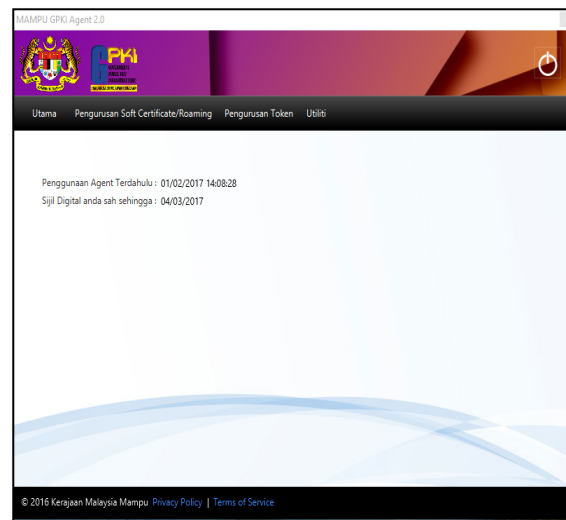 MAMPU GPKI Agent 2.0
GPKI
Utama Pengurusan Soft Certificate/Roaming Pengurusan Token Utiliti
Penggunaan Agent Terdahulu : 01/02/2017 14:08:28
Sijil Digital anda sah sehingga : 04/03/2017
© 2016 Kerajaan Malaysia Mampu Privacy Policy | Terms of Service